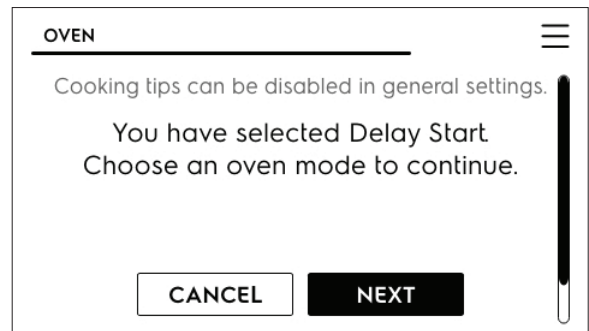 OVEN
Cooking tips can be disabled in general settings.
You have selected Delay Start.
Choose an oven mode to continue.
CANCEL
NEXT